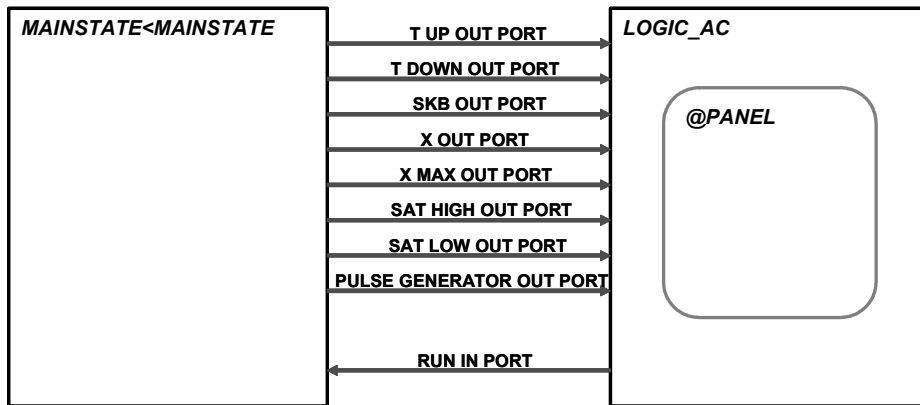 MAINSTATE<MAINSTATE
T UP OUT PORT
T DOWN OUT PORT
SKB OUT PORT
X OUT PORT
X MAX OUT PORT
SAT HIGH OUT PORT
SAT LOW OUT PORT
PULSE GENERATOR OUT PORT
RUN IN PORT
LOGIC_AC
@PANEL